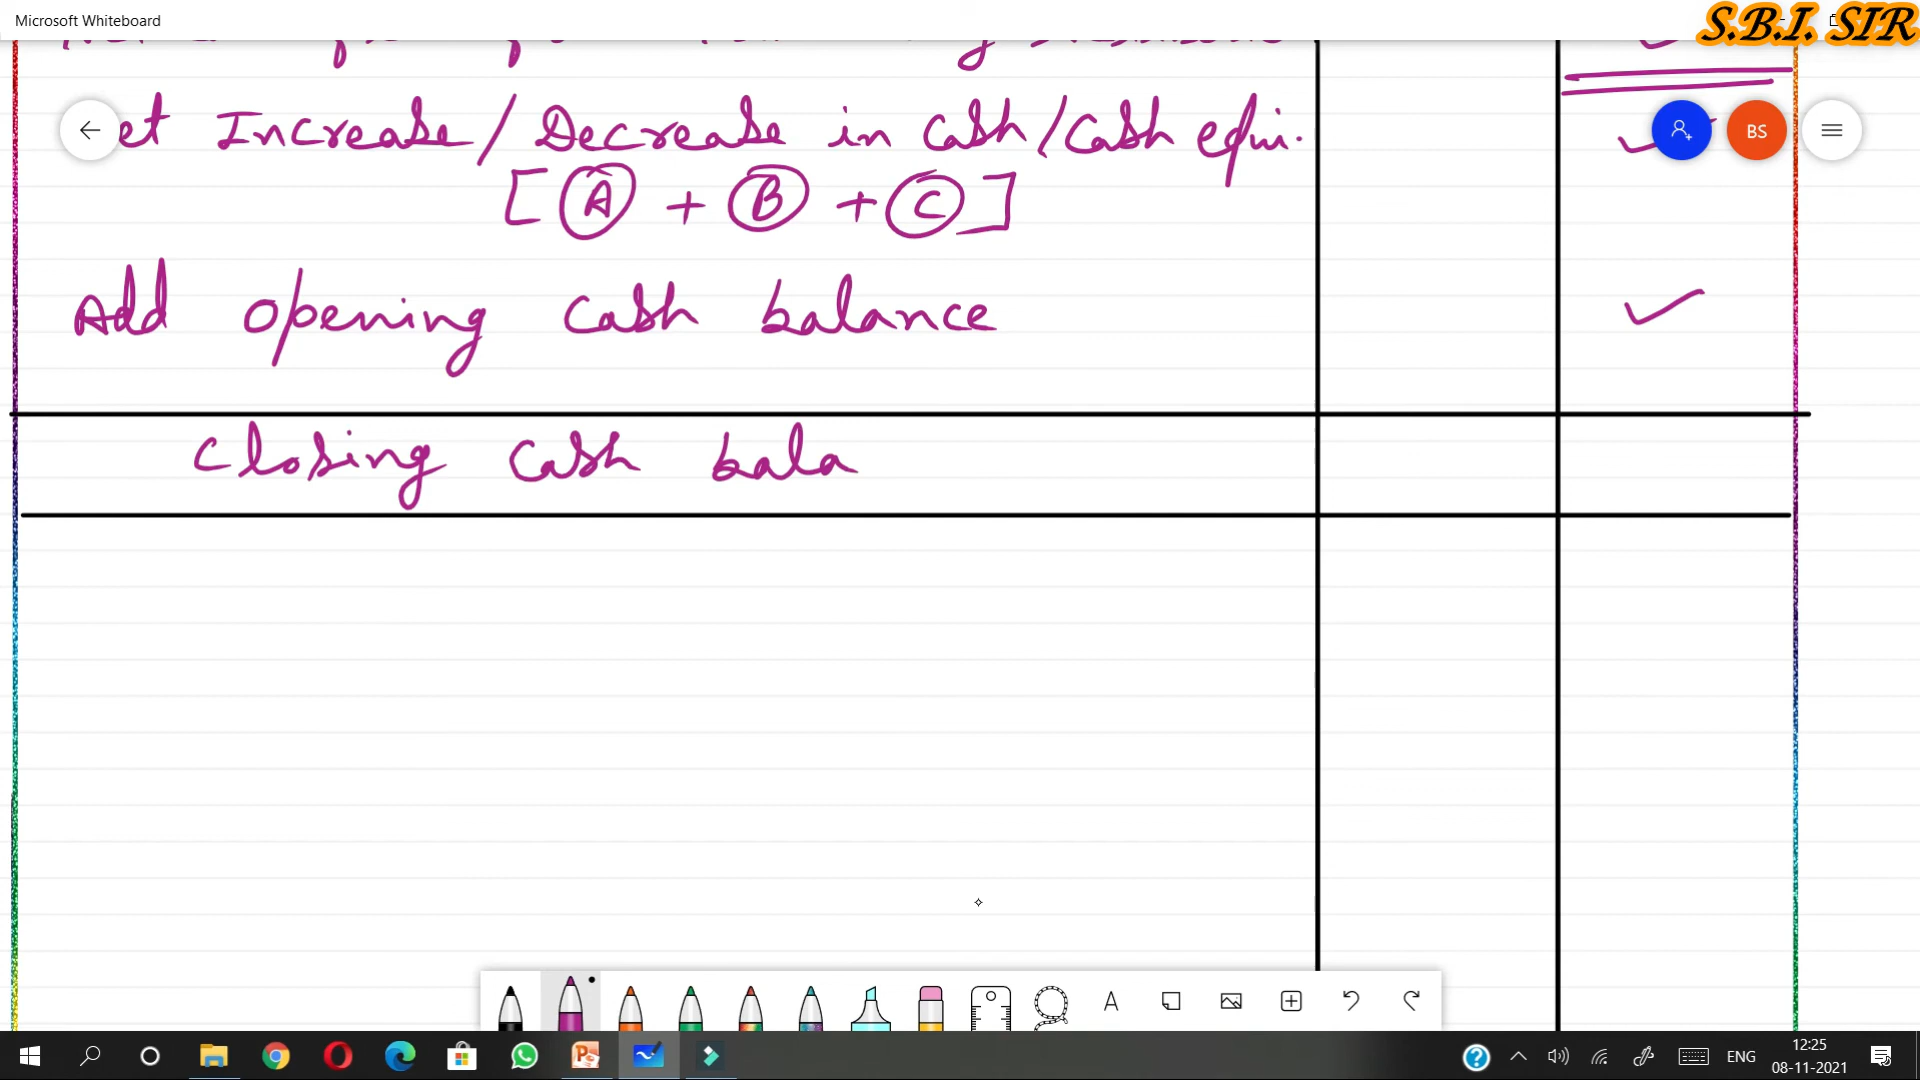 Microsoft Whiteboard
S.B.I. SIR
et Increase/Decrease in Cash/Cash equi.
BS
[A + B + C]
Add opening Cash balance
closing Cash bala
A
ENG
12:25
08-11-2021